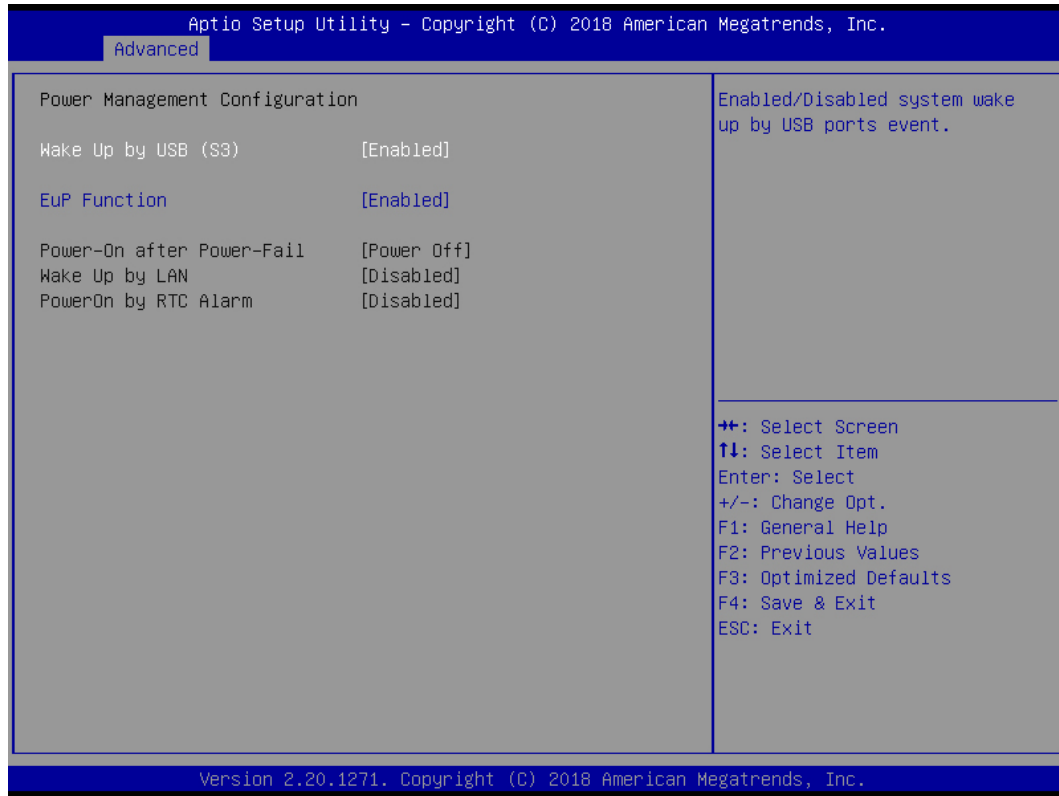 Aptio Setup Utility – Copyright (C) 2018 American Megatrends, Inc.
Advanced
Power Management Configuration
Wake Up by USB (S3) [Enabled]
EuP Function [Enabled]
Power-On after Power-Fail [Power Off]
Wake Up by LAN [Disabled]
PowerOn by RTC Alarm [Disabled]
Enabled/Disabled system wake
up by USB ports event.
→←: Select Screen
↑↓: Select Item
Enter: Select
+/-: Change Opt.
F1: General Help
F2: Previous Values
F3: Optimized Defaults
F4: Save & Exit
ESC: Exit
Version 2.20.1271. Copyright (C) 2018 American Megatrends, Inc.